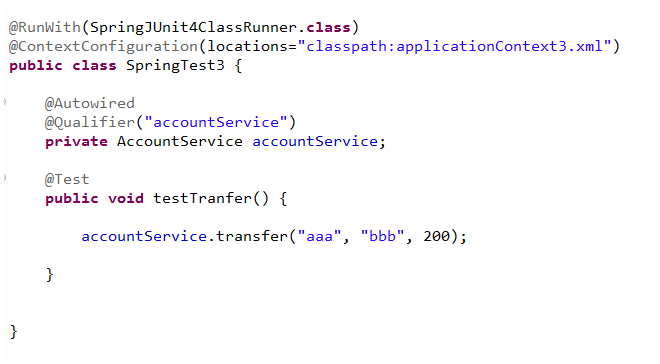 @RunWith(SpringJUnit4ClassRunner.class)
@ContextConfiguration(locations="classpath:applicationContext3.xml")
public class SpringTest3 {
@Autowired
@Qualifier("accountService")
private AccountService accountService;
@Test
public void testTranfer() {
accountService.transfer("aaa", "bbb", 200);
}
}